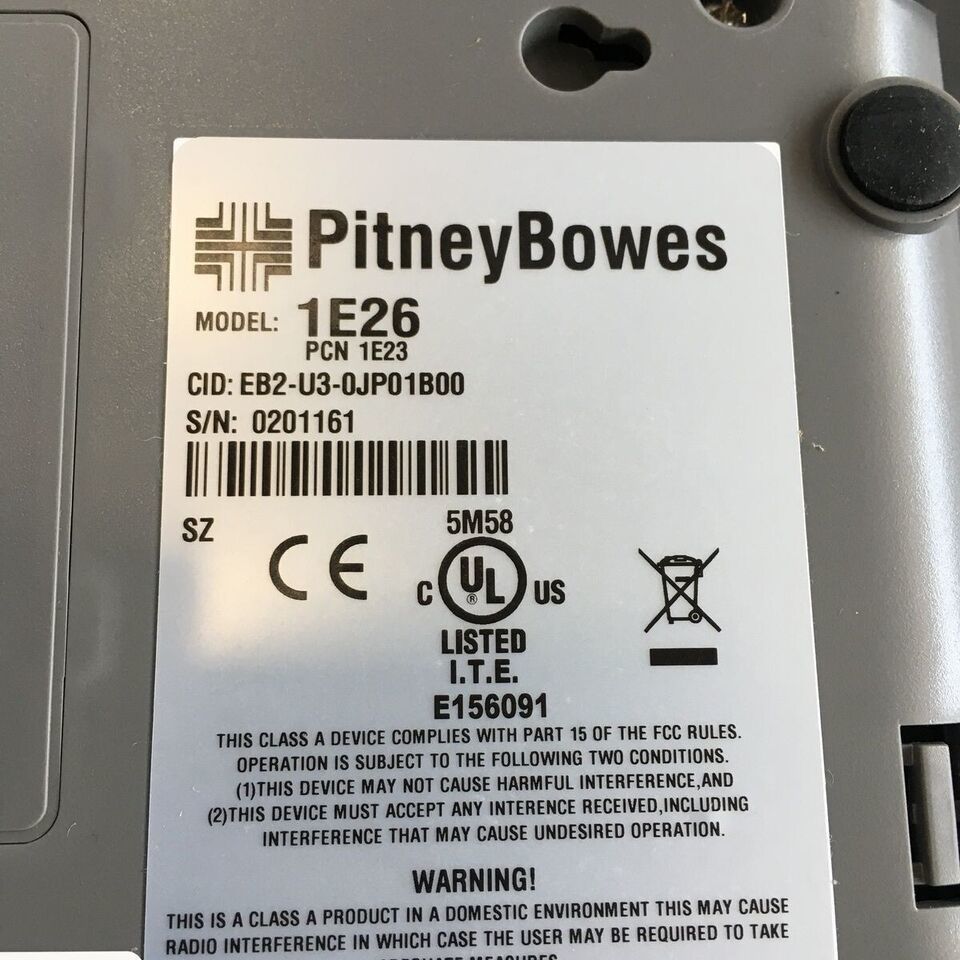 PitneyBowes
MODEL: 1E26
PCN 1E23
CID: EB2-U3-0JP01B00
S/N: 0201161
SZ
5M58
CE
C UL ® US
LISTED
I.T.E.
E156091
THIS CLASS A DEVICE COMPLIES WITH PART 15 OF THE FCC RULES.
OPERATION IS SUBJECT TO THE FOLLOWING TWO CONDITIONS.
(1)THIS DEVICE MAY NOT CAUSE HARMFUL INTERFERENCE,AND
(2)THIS DEVICE MUST ACCEPT ANY INTERENCE RECEIVED,INCLUDING
INTERFERENCE THAT MAY CAUSE UNDESIRED OPERATION.
WARNING!
THIS IS A CLASS A PRODUCT IN A DOMESTIC ENVIRONMENT THIS MAY CAUSE
RADIO INTERFERENCE IN WHICH CASE THE USER MAY BE REQUIRED TO TAKE